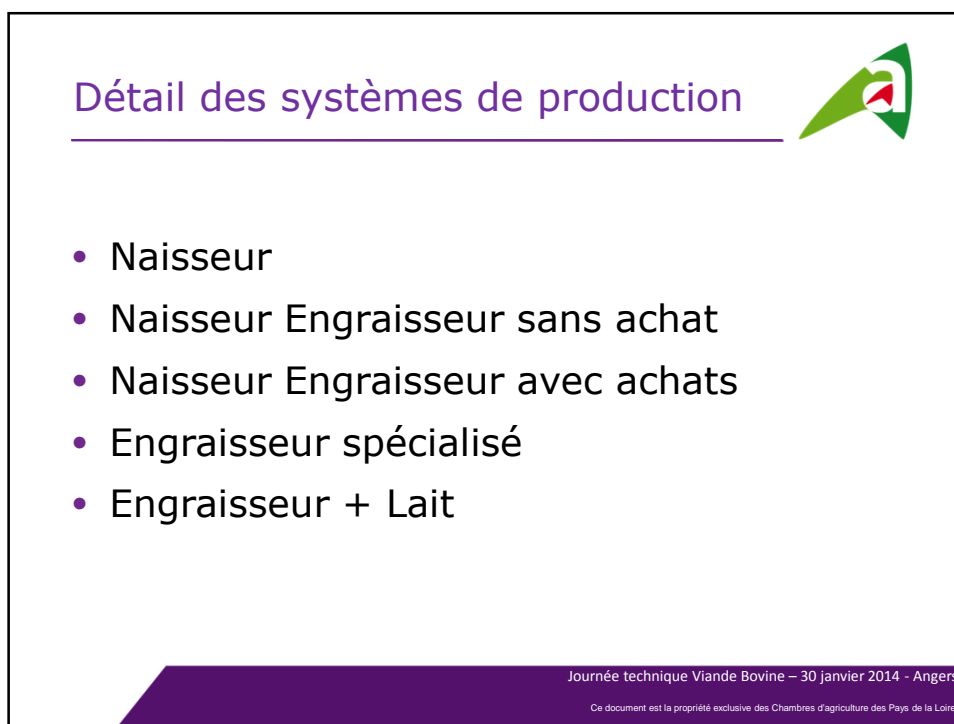 Détail des systèmes de production
• Naisseur
• Naisseur Engraisseur sans achat
• Naisseur Engraisseur avec achats
• Engraisseur spécialisé
• Engraisseur + Lait
Journée technique Viande Bovine – 30 janvier 2014 - Angers
Ce document est la propriété exclusive des Chambres d'agriculture des Pays de la Loire